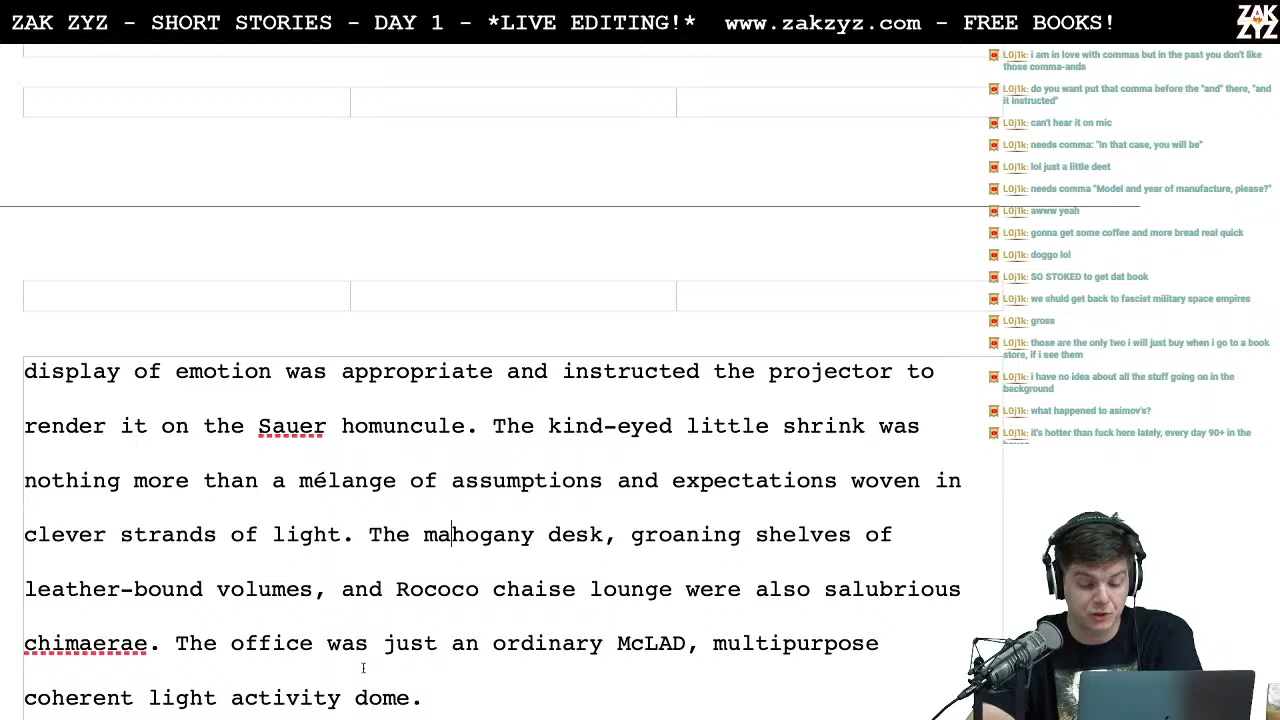 ZAK ZYZ - SHORT STORIES - DAY 1 - *LIVE EDITING!* www.zakzyz.com - FREE BOOKS!
ZAK
ZYZ
L0j1k: i am in love with commas but in the past you don't like
those comma-ands
L0j1k: do you want put that comma before the "and" there, "and
it instructed"
L0j1k: can't hear it on mic
L0j1k: needs comma: "In that case, you will be"
L0j1k: lol just a little deet
L0j1k: needs comma "Model and year of manufacture, please?"
L0j1k: awww yeah
L0j1k: gonna get some coffee and more bread real quick
L0j1k: doggo lol
L0j1k: SO STOKED to get dat book
L0j1k: we shuld get back to fascist military space empires
L0j1k: gross
L0j1k: those are the only two i will just buy when i go to a book
store, if i see them
L0j1k: i have no idea about all the stuff going on in the
background
L0j1k: what happened to asimov's?
L0j1k: it's hotter than fuck here lately, every day 90+ in the
display of emotion was appropriate and instructed the projector to
render it on the Sauer homuncule. The kind-eyed little shrink was
nothing more than a mélange of assumptions and expectations woven in
clever strands of light. The mahogany desk, groaning shelves of
leather-bound volumes, and Rococo chaise lounge were also salubrious
chimaerae. The office was just an ordinary McLAD, multipurpose
coherent light activity dome.